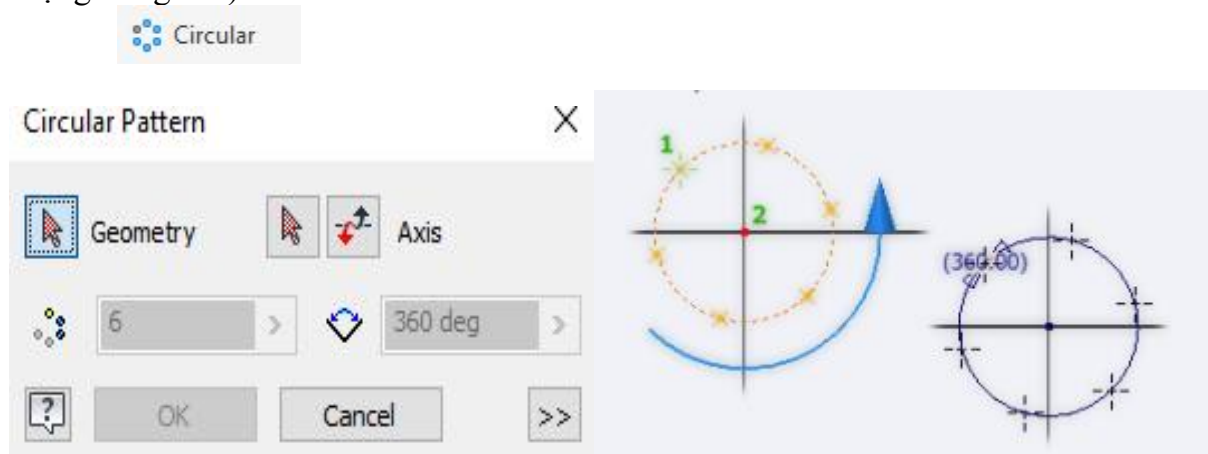 Circular
Circular Pattern
Geometry
Axis
6
360 deg
?
OK
Cancel
>>
1
2
(360.00)